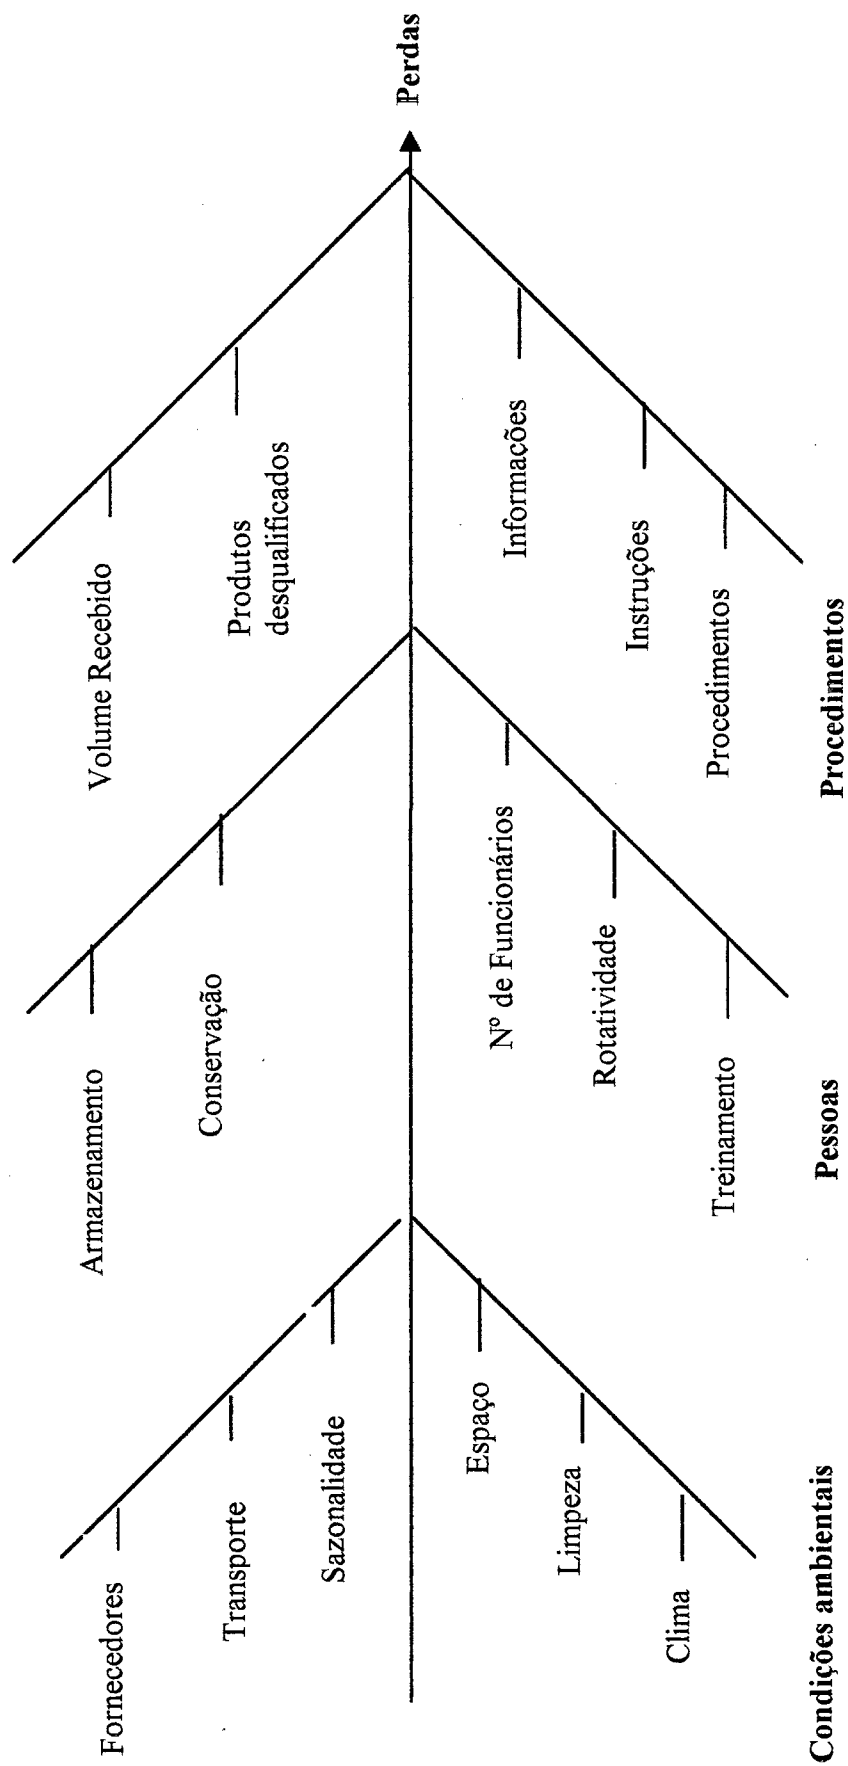 Fornecedores
Transporte
Sazonalidade
Armazenamento
Conservação
Volume Recebido
Produtos
desqualificados
Perdas
Espaço
Limpeza
Clima
Nº de Funcionários
Rotatividade
Treinamento
Informações
Instruções
Procedimentos
Condições ambientais
Pessoas
Procedimentos